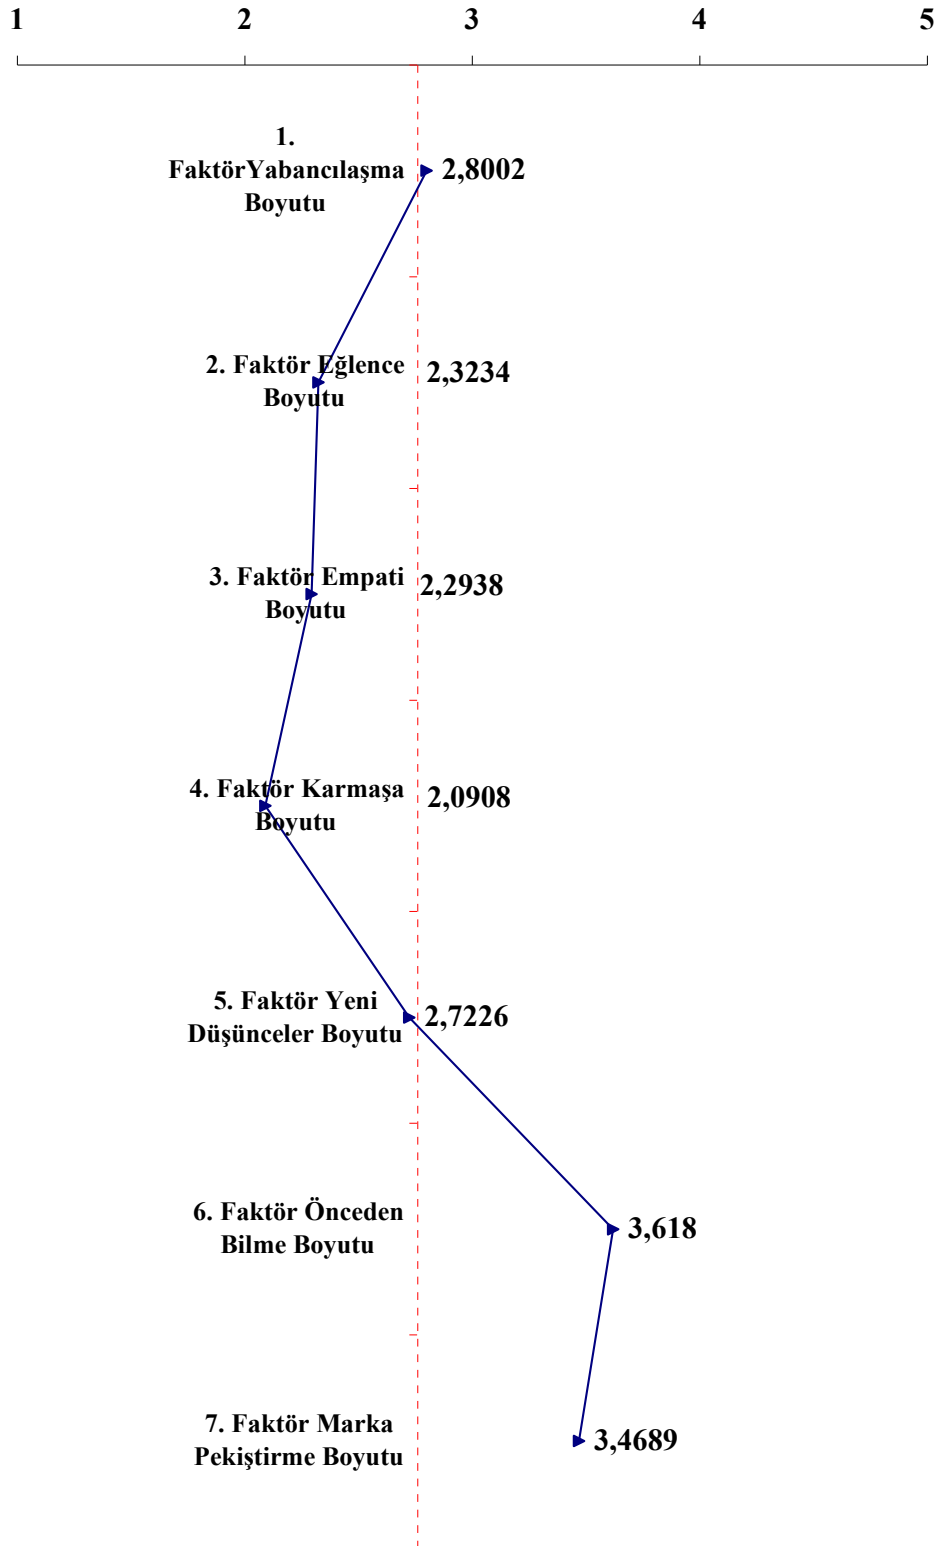 1 2 3 4 5
1.
FaktörYabancılaşma
Boyutu
2,8002
2. Faktör Eğlence
Boyutu
2,3234
3. Faktör Empati
Boyutu
2,2938
4. Faktör Karmaşa
Boyutu
2,0908
5. Faktör Yeni
Düşünceler Boyutu
2,7226
6. Faktör Önceden
Bilme Boyutu
3,618
7. Faktör Marka
Pekiştirme Boyutu
3,4689